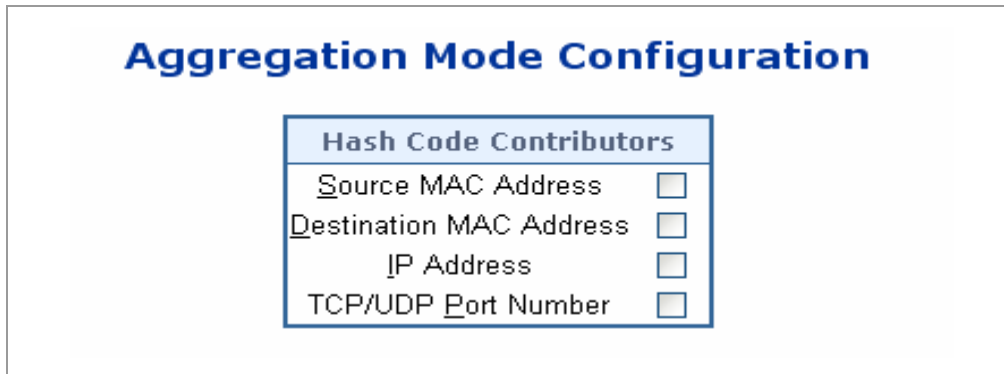 Aggregation Mode Configuration
Hash Code Contributors
Source MAC Address
Destination MAC Address
IP Address
TCP/UDP Port Number